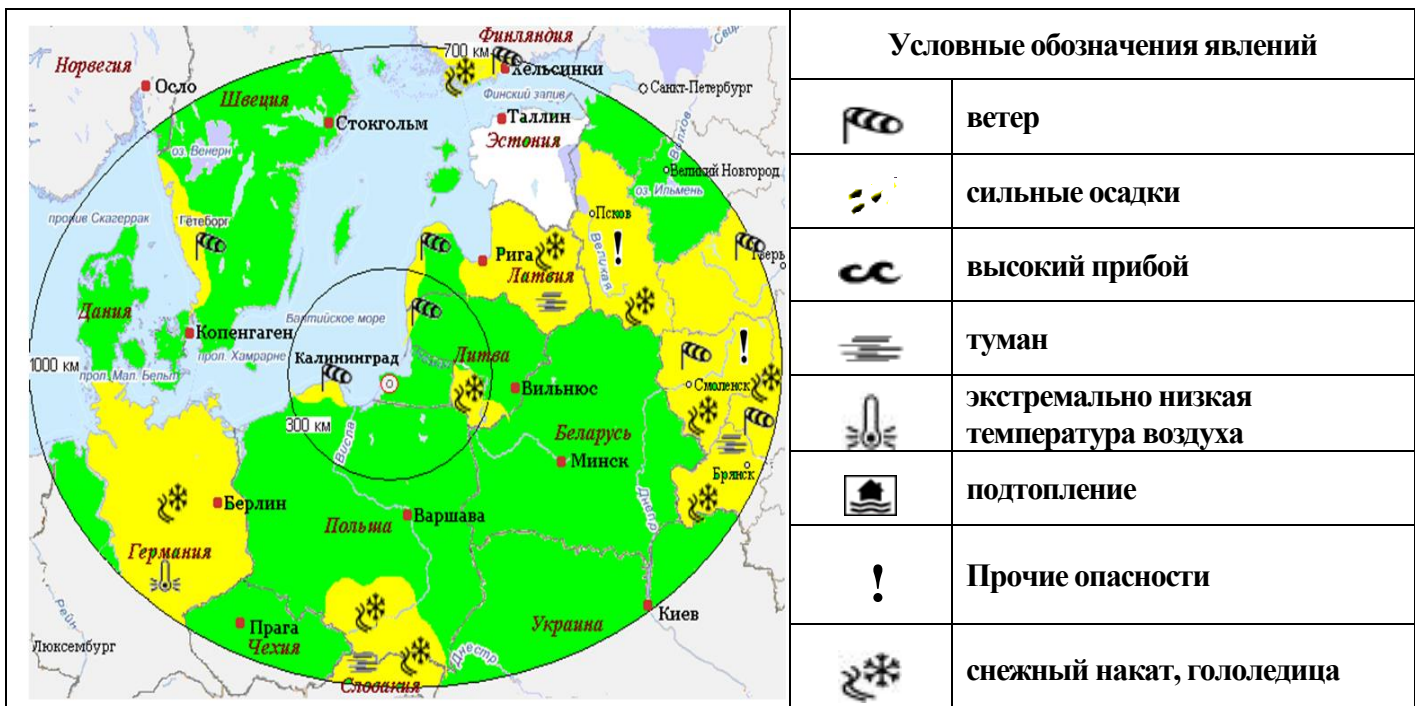 Условные обозначения явлений
ветер
сильные осадки
высокий прибой
туман
экстремально низкая
температура воздуха
подтопление
Прочие опасности
снежный накат, гололедица
Финляндия
700 км
Хельсинки
Норвегия
Осло
Швеция
Финский залив
Санкт-Петербург
Стокгольм
Таллин
Эстония
Волхов
оз. Венерн
Великий Новгород
оз. Ильмень
пролив Скагеррак
Гётеборг
Псков
Великая
Рига
Латвия
Тверь
Дания
Балтийское море
Копенгаген
Калининград
Литва
1000 км
прол. Хамрарне
прол. Мал. Бельт
Смоленск
Вильнюс
300 км
Висла
Беларусь
Минск
Брянск
Берлин
Польша
Варшава
Днепр
Германия
Рейн
Прага
Чехия
Украина
Киев
Люксембург
Днестр
Словакия